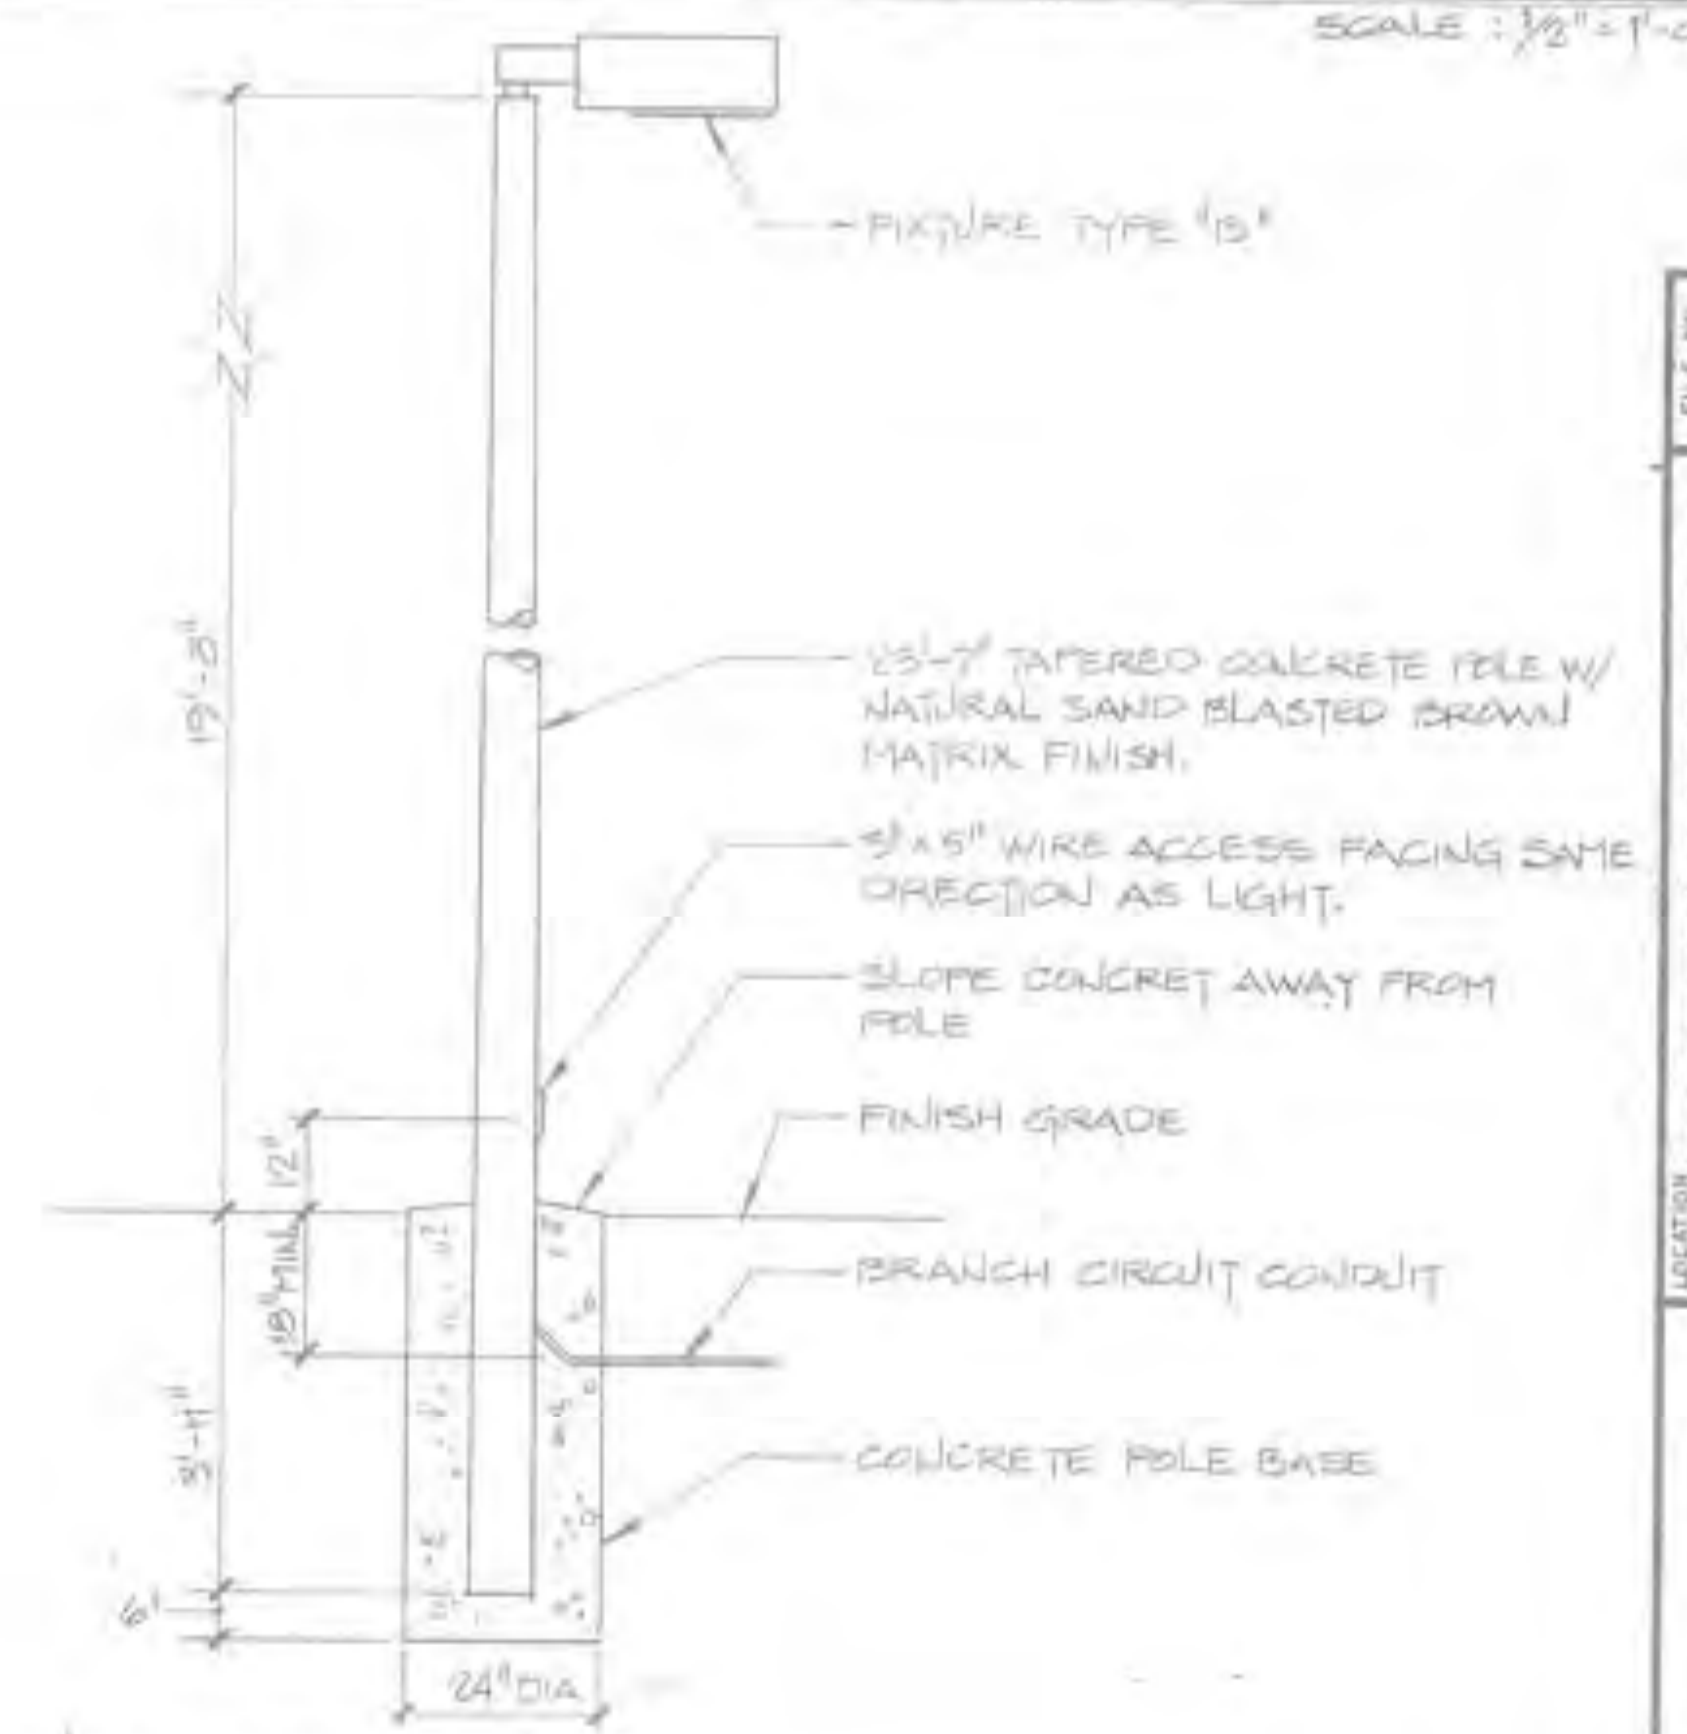 SCALE : 1/2" = 1'-
FIXTURE TYPE "B"
23'-7" TAPERED CONCRETE POLE W/
NATURAL SAND BLASTED BROWN
MATRIX FINISH.
19'-8"
3"x5" WIRE ACCESS FACING SAME
DIRECTION AS LIGHT.
SLOPE CONCRET AWAY FROM
POLE
FINISH GRADE
12"
18" MIN.
LOCATION
BRANCH CIRCUIT CONDUIT
3'-11"
CONCRETE POLE BASE
6"
24" DIA